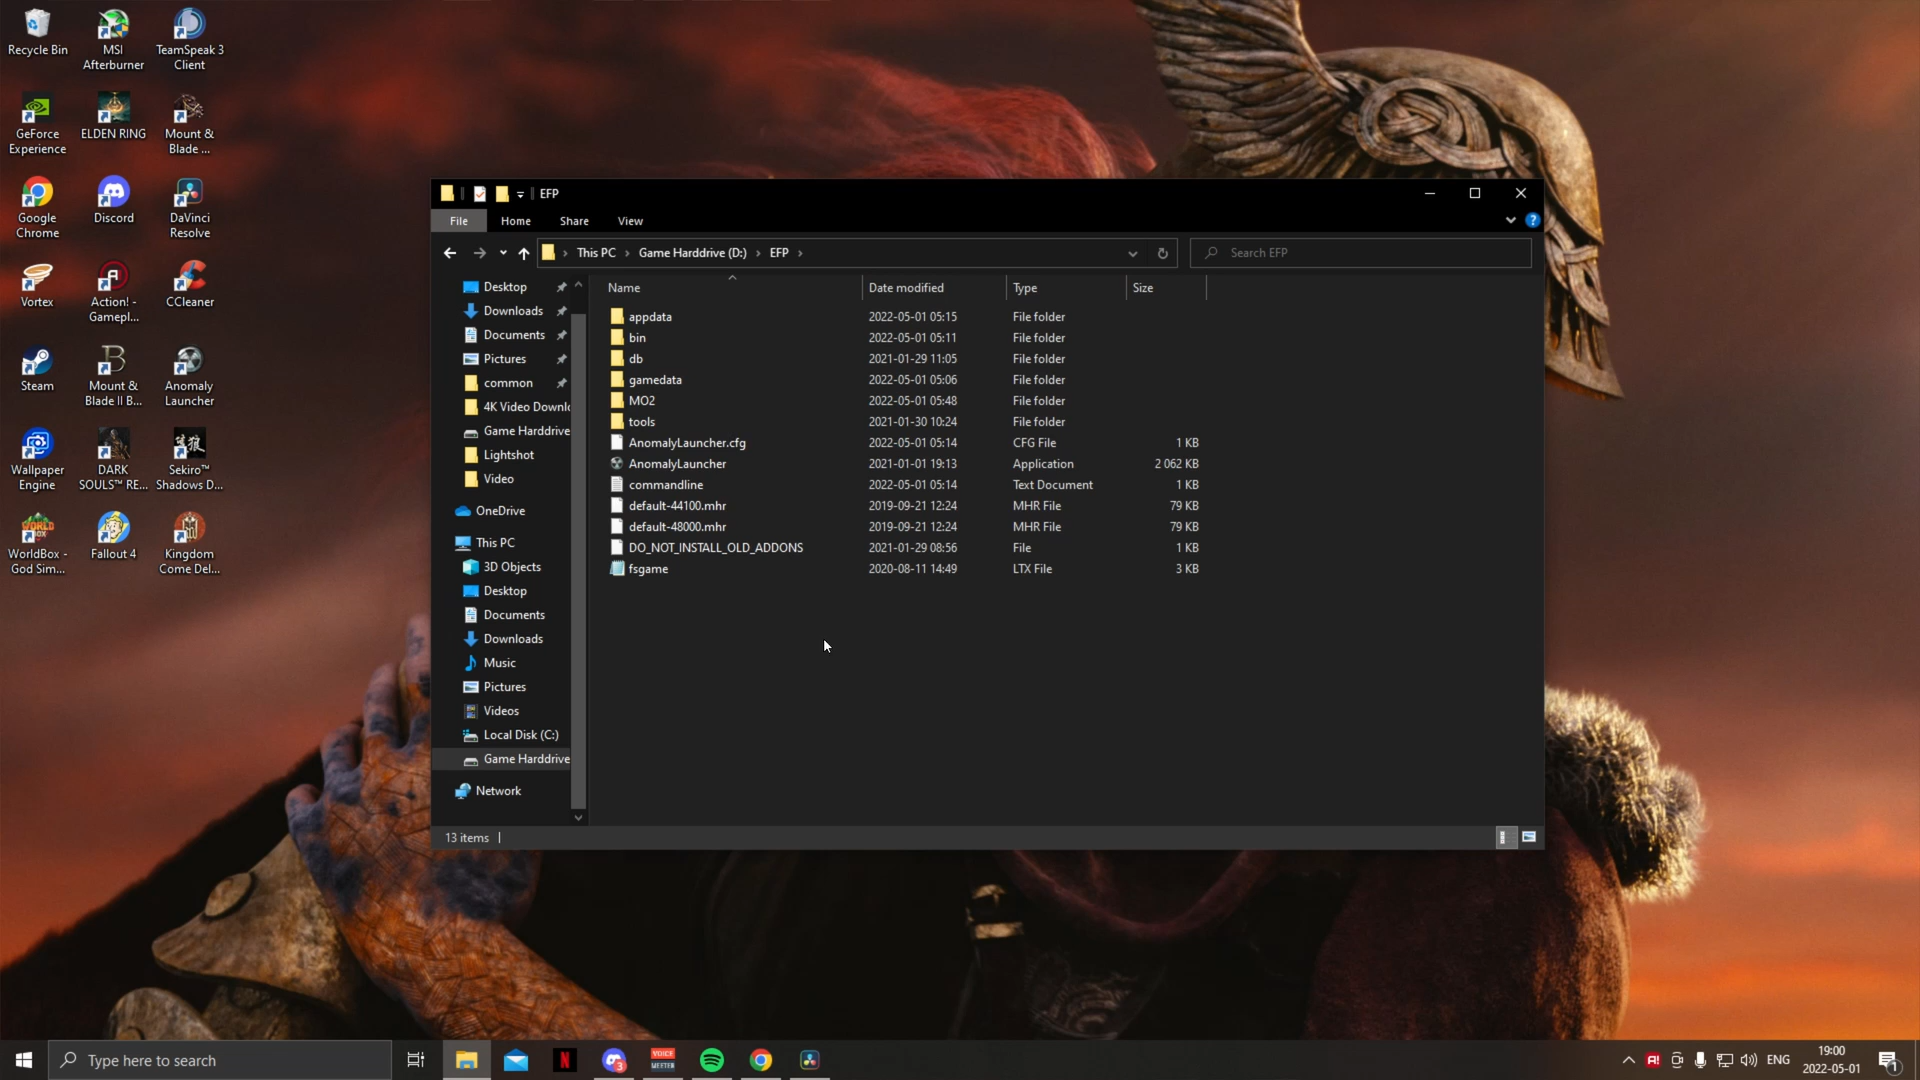 Recycle Bin
MSI
Afterburner
TeamSpeak 3
Client
GeForce
Experience
ELDEN RING
Mount &
Blade ...
Google
Chrome
Discord
DaVinci
Resolve
Vortex
Action! -
Gamepl...
CCleaner
Steam
Mount &
Blade II B...
Anomaly
Launcher
Wallpaper
Engine
DARK
SOULS™ RE...
Sekiro™
Shadows D...
WorldBox -
God Sim...
Fallout 4
Kingdom
Come Del...
EFP
File Home Share View
This PC Game Harddrive (D:) EFP
Search EFP
Desktop
Downloads
Documents
Pictures
common
4K Video Downl
Game Harddrive
Lightshot
Video
OneDrive
This PC
3D Objects
Desktop
Documents
Downloads
Music
Pictures
Videos
Local Disk (C:)
Game Harddrive
Network
Name Date modified Type Size
appdata 2022-05-01 05:15 File folder
bin 2022-05-01 05:11 File folder
db 2021-01-29 11:05 File folder
gamedata 2022-05-01 05:06 File folder
MO2 2022-05-01 05:48 File folder
tools 2021-01-30 10:24 File folder
AnomalyLauncher.cfg 2022-05-01 05:14 CFG File 1 KB
AnomalyLauncher 2021-01-01 19:13 Application 2 062 KB
commandline 2022-05-01 05:14 Text Document 1 KB
default-44100.mhr 2019-09-21 12:24 MHR File 79 KB
default-48000.mhr 2019-09-21 12:24 MHR File 79 KB
DO_NOT_INSTALL_OLD_ADDONS 2021-01-29 08:56 File 1 KB
fsgame 2020-08-11 14:49 LTX File 3 KB
13 items
Type here to search
3
VOICE
MEETER
ENG
19:00
2022-05-01
1